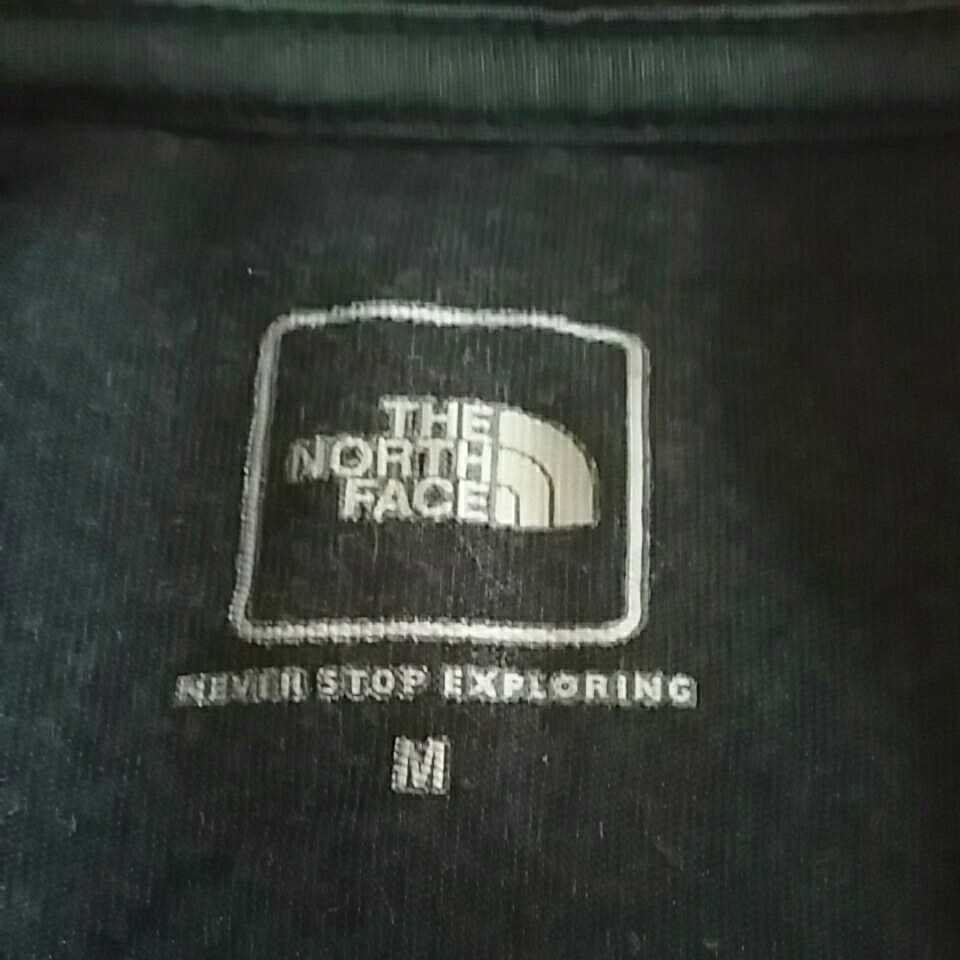 THE
NORTH
FACE
NEVER STOP EXPLORING
M